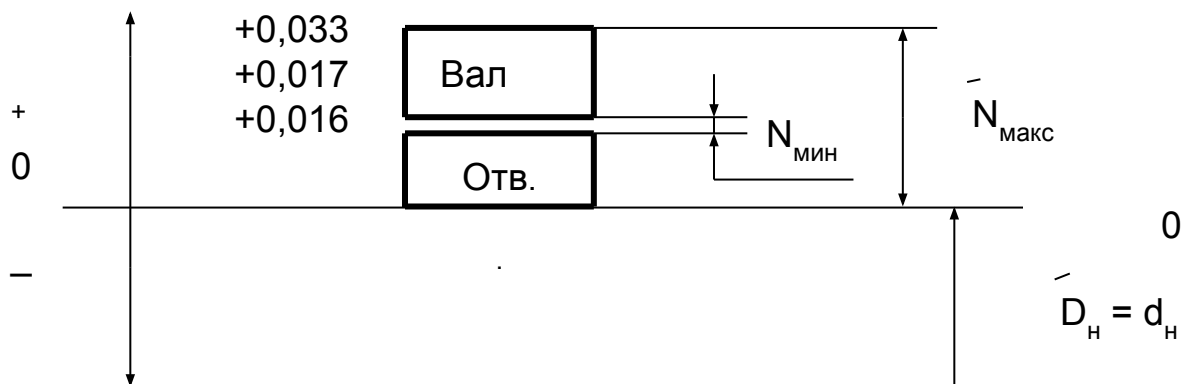 +0,033
+0,017
Вал
+0,016
+
N макс
N мин
0
Отв.
0
–
D н = d н